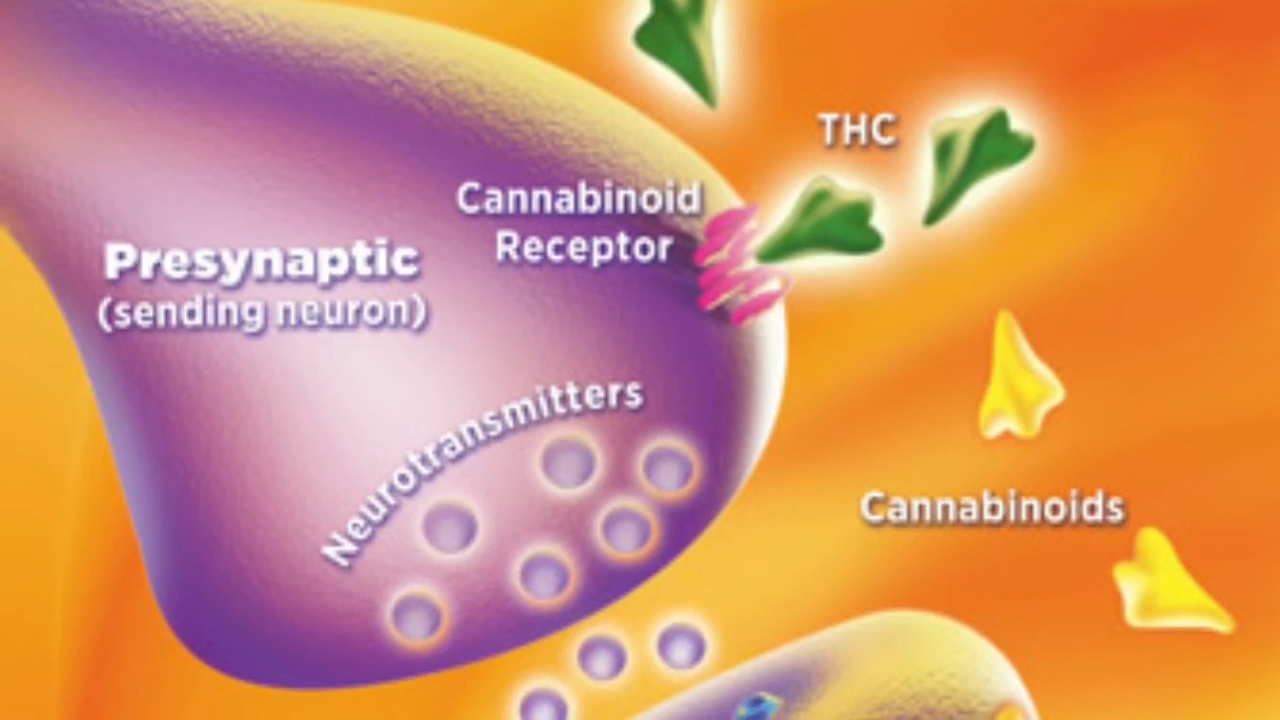 THC
Cannabinoid
Receptor
Presynaptic
(sending neuron)
Neurotransmitters
Cannabinoids